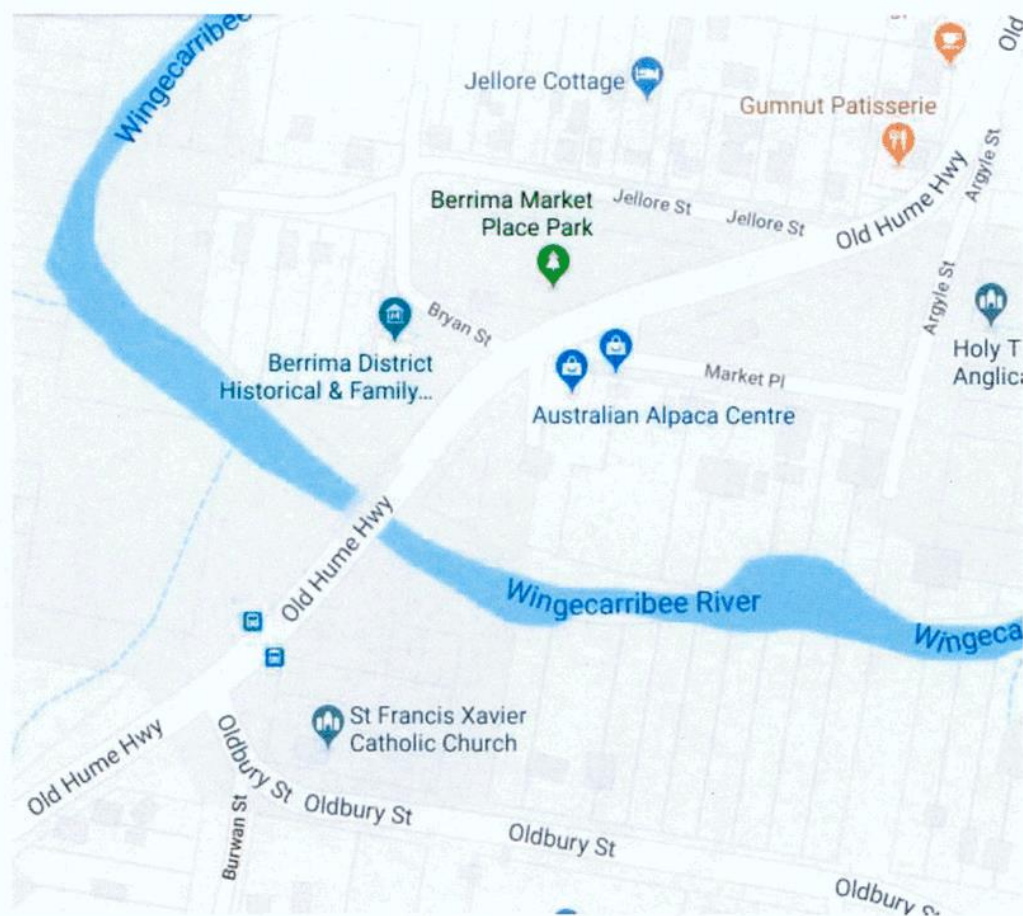 Wingecarribee
Old
Jellore Cottage
Gumnut Patisserie
Argyle St
Berrima Market
Place Park
Jellore St
Jellore St
Old Hume Hwy
Argyle St
Bryan St
Berrima District
Historical & Family...
Holy T
Anglica
Market Pl
Australian Alpaca Centre
Old Hume Hwy
Wingecarribee River
Wingeca
St Francis Xavier
Catholic Church
Old Hume Hwy
Oldbury St
Oldbury St
Burwan St
Oldbury St
Oldbury S